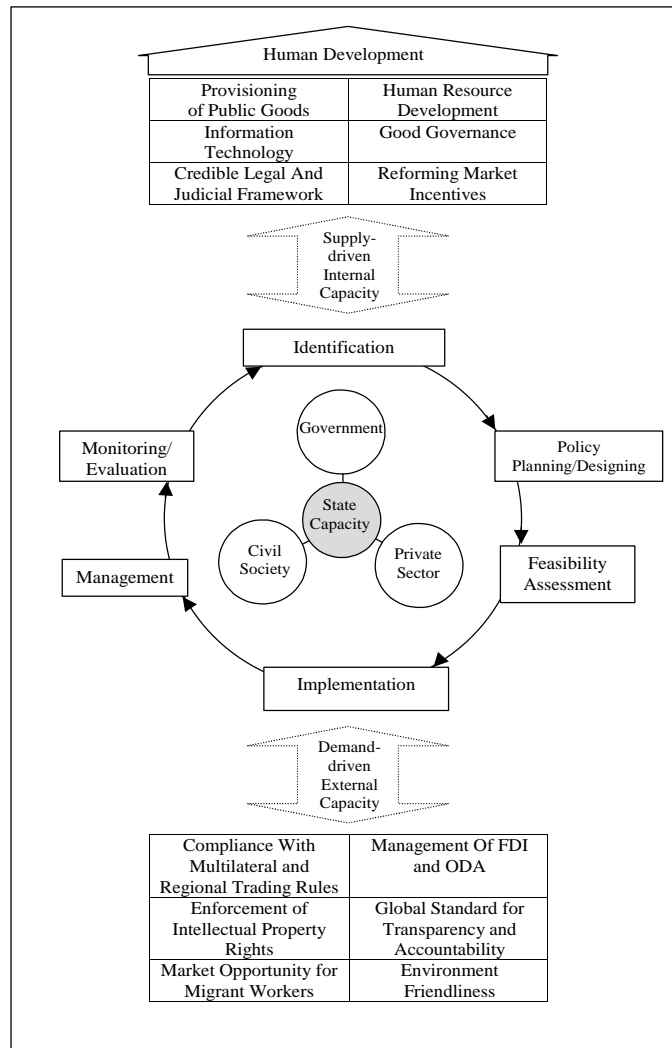 Human Development
Provisioning
of Public Goods
Human Resource
Development
Information
Technology
Good Governance
Credible Legal And
Judicial Framework
Reforming Market
Incentives
Supply-
driven
Internal
Capacity
Identification
Government
Monitoring/
Evaluation
Policy
Planning/Designing
State
Capacity
Civil
Society
Private
Sector
Management
Feasibility
Assessment
Implementation
Demand-
driven
External
Capacity
Compliance With
Multilateral and
Regional Trading Rules
Management Of FDI
and ODA
Enforcement of
Intellectual Property
Rights
Global Standard for
Transparency and
Accountability
Market Opportunity for
Migrant Workers
Environment
Friendliness